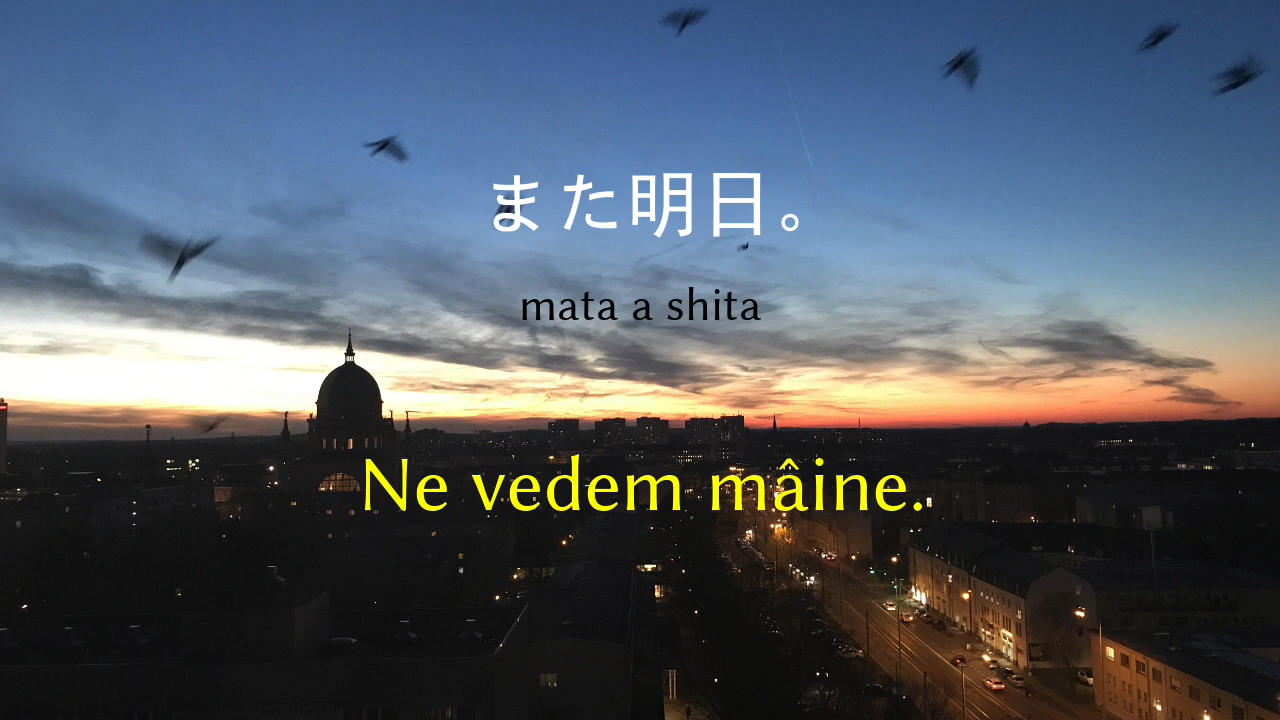 また明日。
mata a shita
Ne vedem mâine.